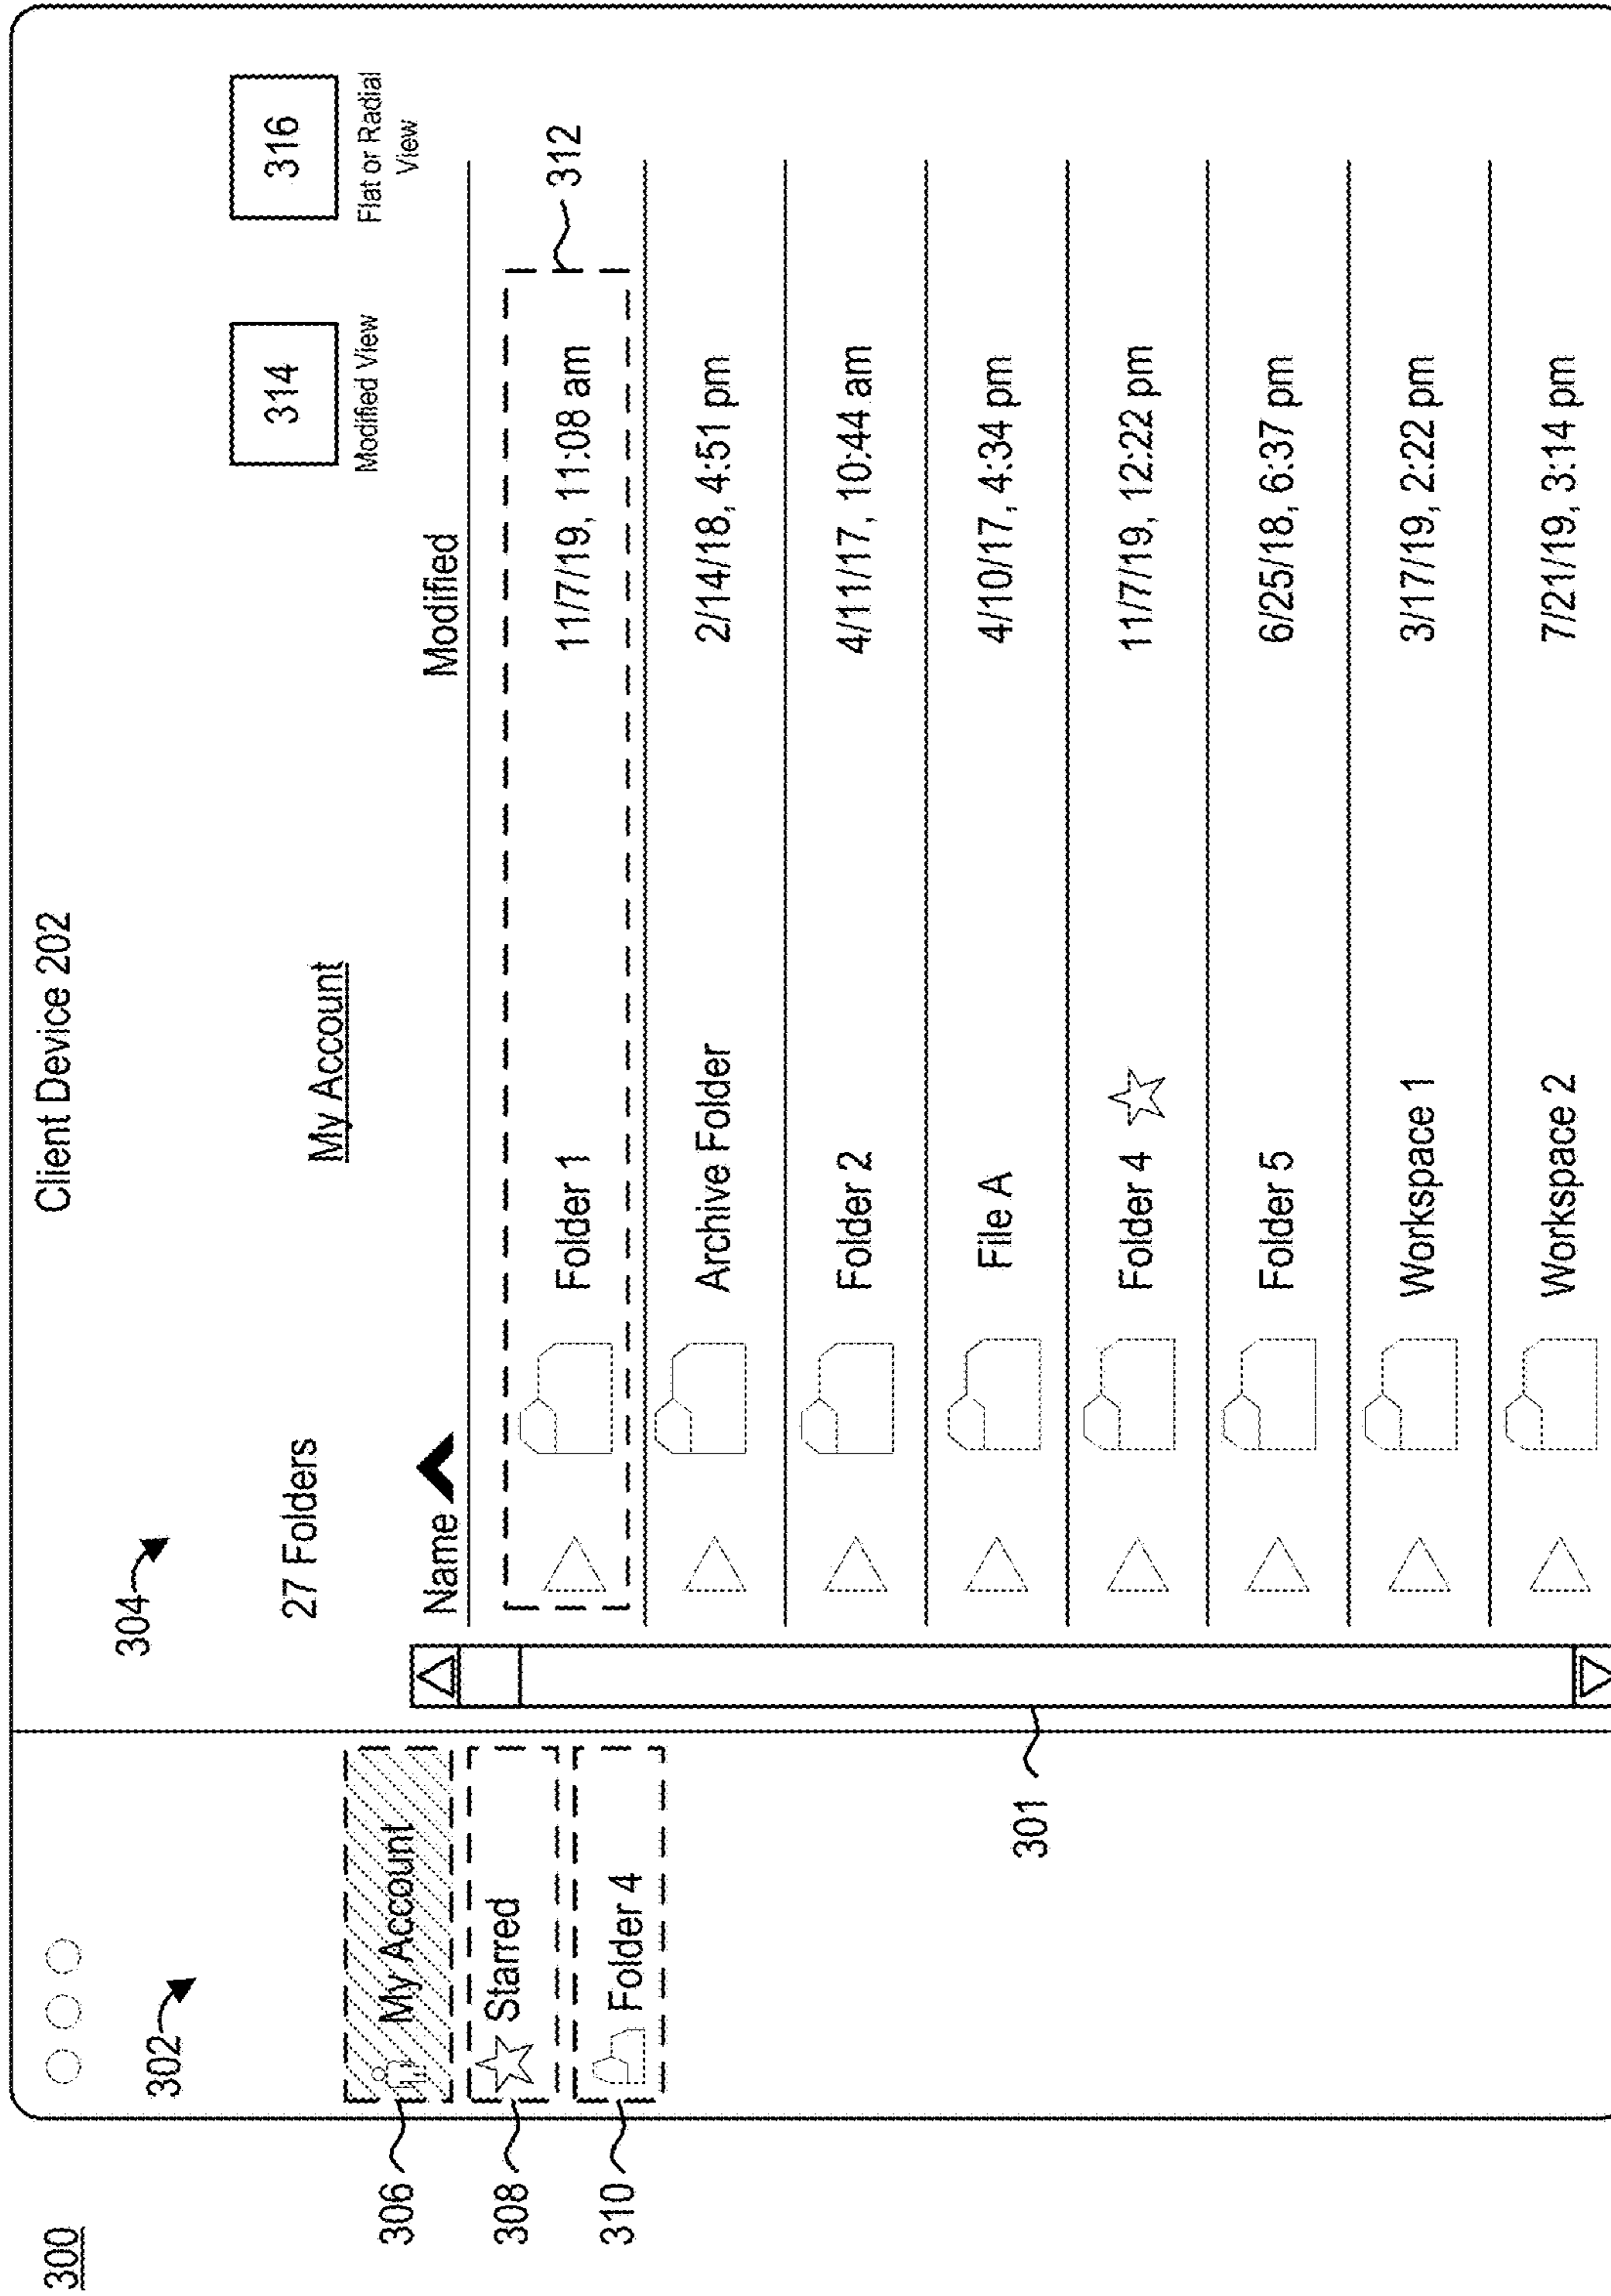 300
Client Device 202
302
304
306
My Account
308
Starred
310
Folder 4
301
27 Folders
My Account
314
Modified View
316
Flat or Radial
View
Name
Modified
312
Folder 1 11/7/19, 11:08 am
Archive Folder 2/14/18, 4:51 pm
Folder 2 4/11/17, 10:44 am
File A 4/10/17, 4:34 pm
Folder 4 11/7/19, 12:22 pm
Folder 5 6/25/18, 6:37 pm
Workspace 1 3/17/19, 2:22 pm
Workspace 2 7/21/19, 3:14 pm